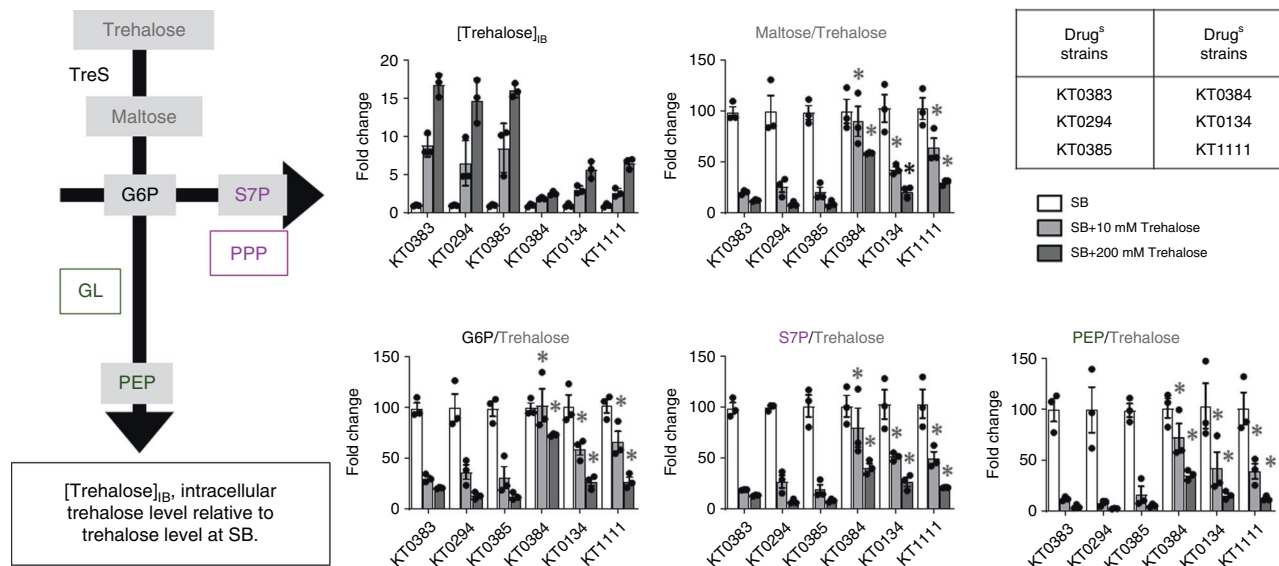 Trehalose
TreS
Maltose
G6P
S7P
PPP
GL
PEP
[Trehalose]IB, intracellular
trehalose level relative to
trehalose level at SB.
[Trehalose]IB
Fold change
20
15
10
5
0
KT0383
KT0294
KT0385
KT0384
KT0134
KT1111
Maltose/Trehalose
Fold change
150
100
50
0
* * * * * *
KT0383
KT0294
KT0385
KT0384
KT0134
KT1111
Drugs strains
Drugs strains
KT0383 KT0384
KT0294 KT0134
KT0385 KT1111
SB
SB+10 mM Trehalose
SB+200 mM Trehalose
G6P/Trehalose
Fold change
150
100
50
0
* * * * * *
KT0383
KT0294
KT0385
KT0384
KT0134
KT1111
S7P/Trehalose
Fold change
150
100
50
0
* * * * * *
KT0383
KT0294
KT0385
KT0384
KT0134
KT1111
PEP/Trehalose
Fold change
150
100
50
0
* * * * * *
KT0383
KT0294
KT0385
KT0384
KT0134
KT1111